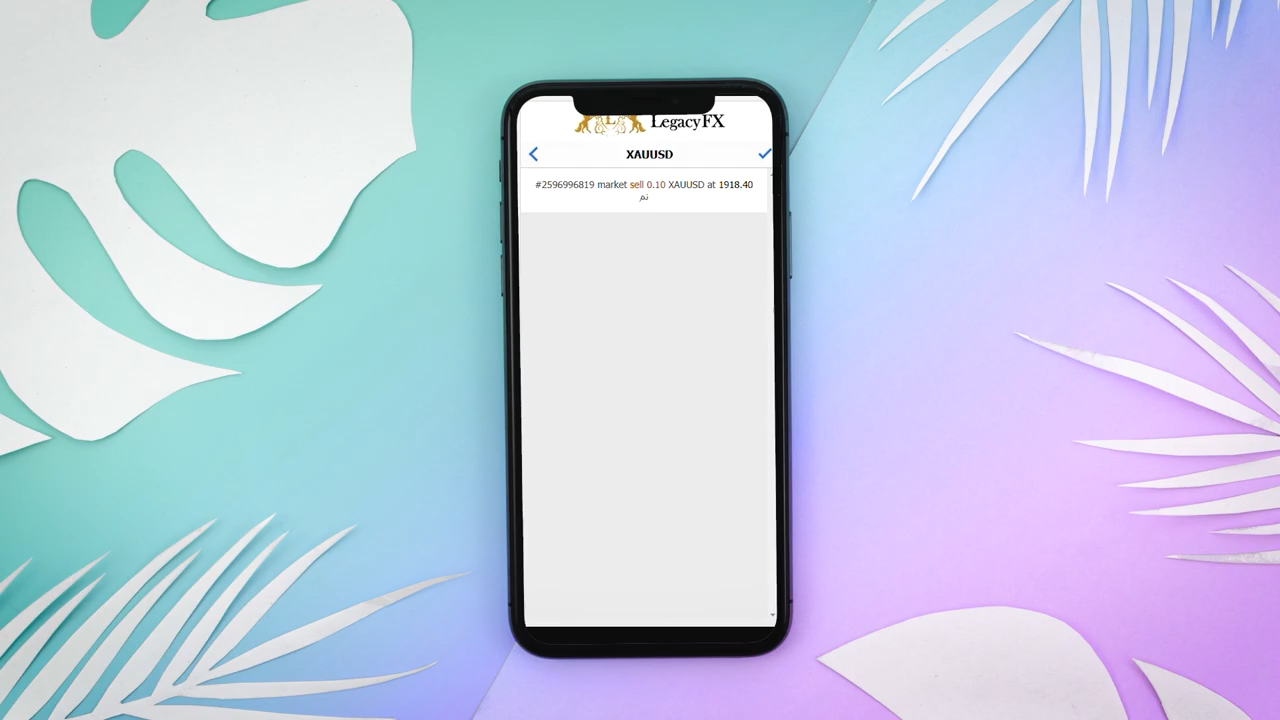 LegacyFX
XAUUSD
#2596996819 market sell 0.10 XAUUSD at 1918.40
تم